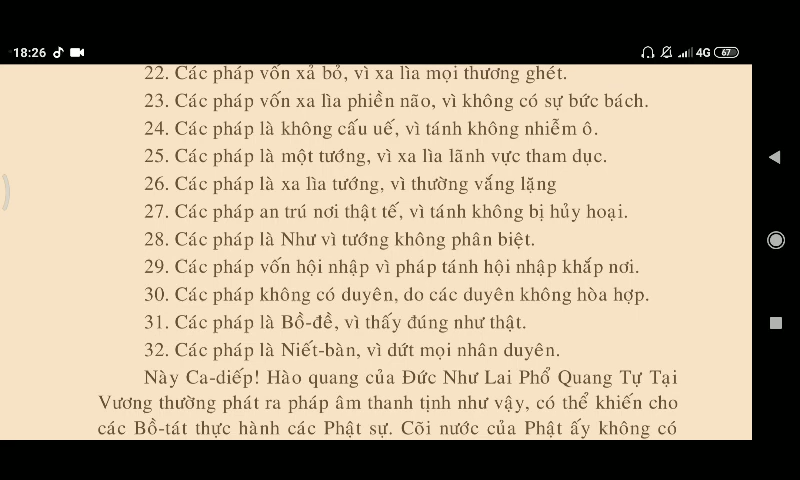 18:26
4G 67
22. Các pháp vốn xả bỏ, vì xa lìa mọi thương ghét.
23. Các pháp vốn xa lìa phiền não, vì không có sự bức bách.
24. Các pháp là không cấu uế, vì tánh không nhiễm ô.
25. Các pháp là một tướng, vì xa lìa lãnh vực tham dục.
26. Các pháp là xa lìa tướng, vì thường vắng lặng
27. Các pháp an trú nơi thật tế, vì tánh không bị hủy hoại.
28. Các pháp là Như vì tướng không phân biệt.
29. Các pháp vốn hội nhập vì pháp tánh hội nhập khắp nơi.
30. Các pháp không có duyên, do các duyên không hòa hợp.
31. Các pháp là Bồ-đề, vì thấy đúng như thật.
32. Các pháp là Niết-bàn, vì dứt mọi nhân duyên.
Này Ca-diếp! Hào quang của Đức Như Lai Phổ Quang Tự Tại
Vương thường phát ra pháp âm thanh tịnh như vậy, có thể khiến cho
các Bồ-tát thực hành các Phật sự. Cõi nước của Phật ấy không có